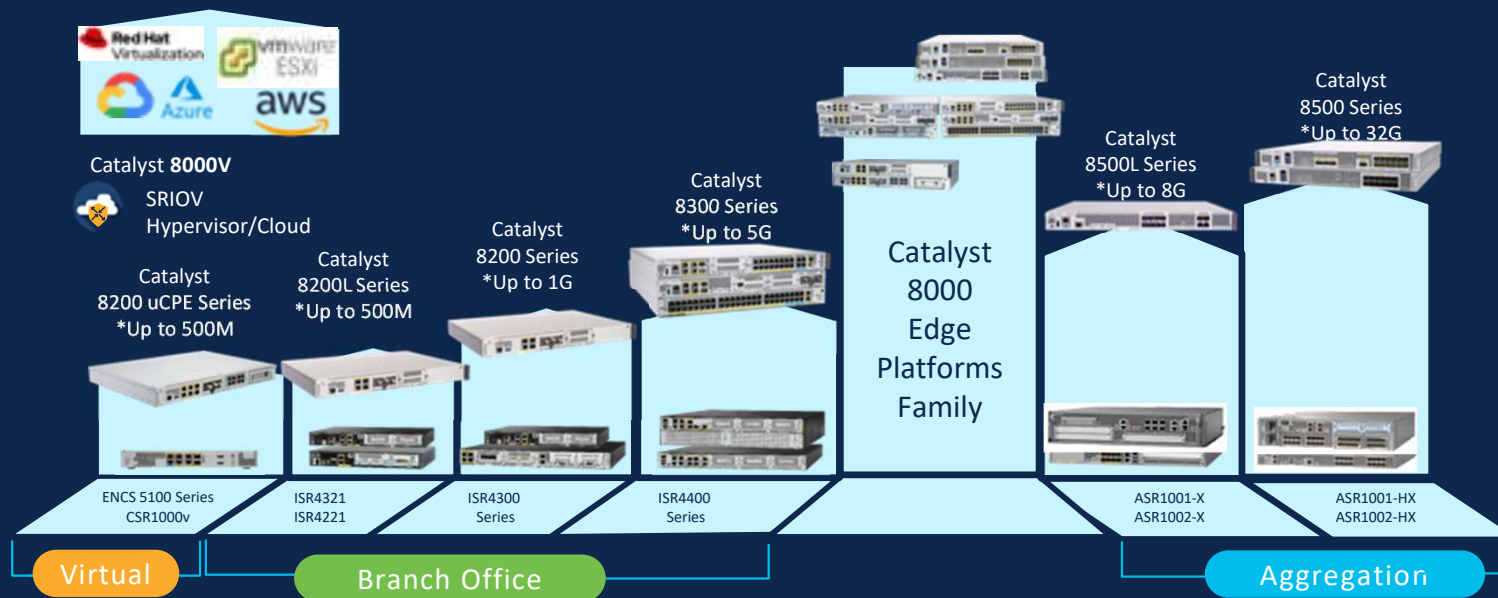 Red Hat
Virtualization
vmware
ESXi
Azure
aws
Catalyst 8000V
SRIOV
Hypervisor/Cloud
Catalyst
8200 uCPE Series
*Up to 500M
Catalyst
8200L Series
*Up to 500M
Catalyst
8200 Series
*Up to 1G
Catalyst
8300 Series
*Up to 5G
Catalyst
8000
Edge
Platforms
Family
Catalyst
8500L Series
*Up to 8G
Catalyst
8500 Series
*Up to 32G
ENCS 5100 Series
CSR1000v
ISR4321
ISR4221
ISR4300
Series
ISR4400
Series
ASR1001-X
ASR1002-X
ASR1001-HX
ASR1002-HX
Virtual
Branch Office
Aggregation